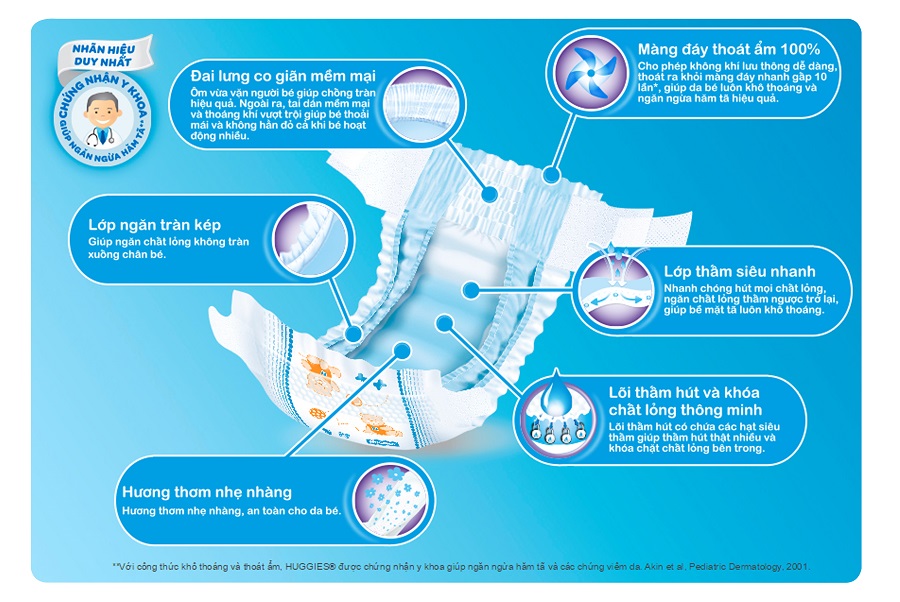 NHÃN HIỆU
DUY NHẤT
CHỨNG NHẬN Y KHOA
GIÚP NGĂN NGỪA HĂM TÃ**
Đai lưng co giãn mềm mại
Ôm vừa vặn người bé giúp chống tràn
hiệu quả. Ngoài ra, tai dán mềm mại
và thoáng khí vượt trội giúp bé thoải
mái và không hằn đỏ cả khi bé hoạt
động nhiều.
Màng đáy thoát ẩm 100%
Cho phép không khí lưu thông dễ dàng,
thoát ra khỏi màng đáy nhanh gấp 10
lần*, giúp da bé luôn khô thoáng và
ngăn ngừa hăm tã hiệu quả.
Lớp ngăn tràn kép
Giúp ngăn chất lỏng không tràn
xuống chân bé.
Lớp thấm siêu nhanh
Nhanh chóng hút mọi chất lỏng,
ngăn chất lỏng thấm ngược trở lại,
giúp bề mặt tã luôn khô thoáng.
Lõi thấm hút và khóa
chất lỏng thông minh
Lõi thấm hút có chứa các hạt siêu
thấm giúp thấm hút thật nhiều và
khóa chặt chất lỏng bên trong.
Hương thơm nhẹ nhàng
Hương thơm nhẹ nhàng, an toàn cho da bé.
**Với công thức khô thoáng và thoát ẩm, HUGGIES® được chứng nhận y khoa giúp ngăn ngừa hăm tã và các chứng viêm da. Akin et al, Pediatric Dermatology, 2001.